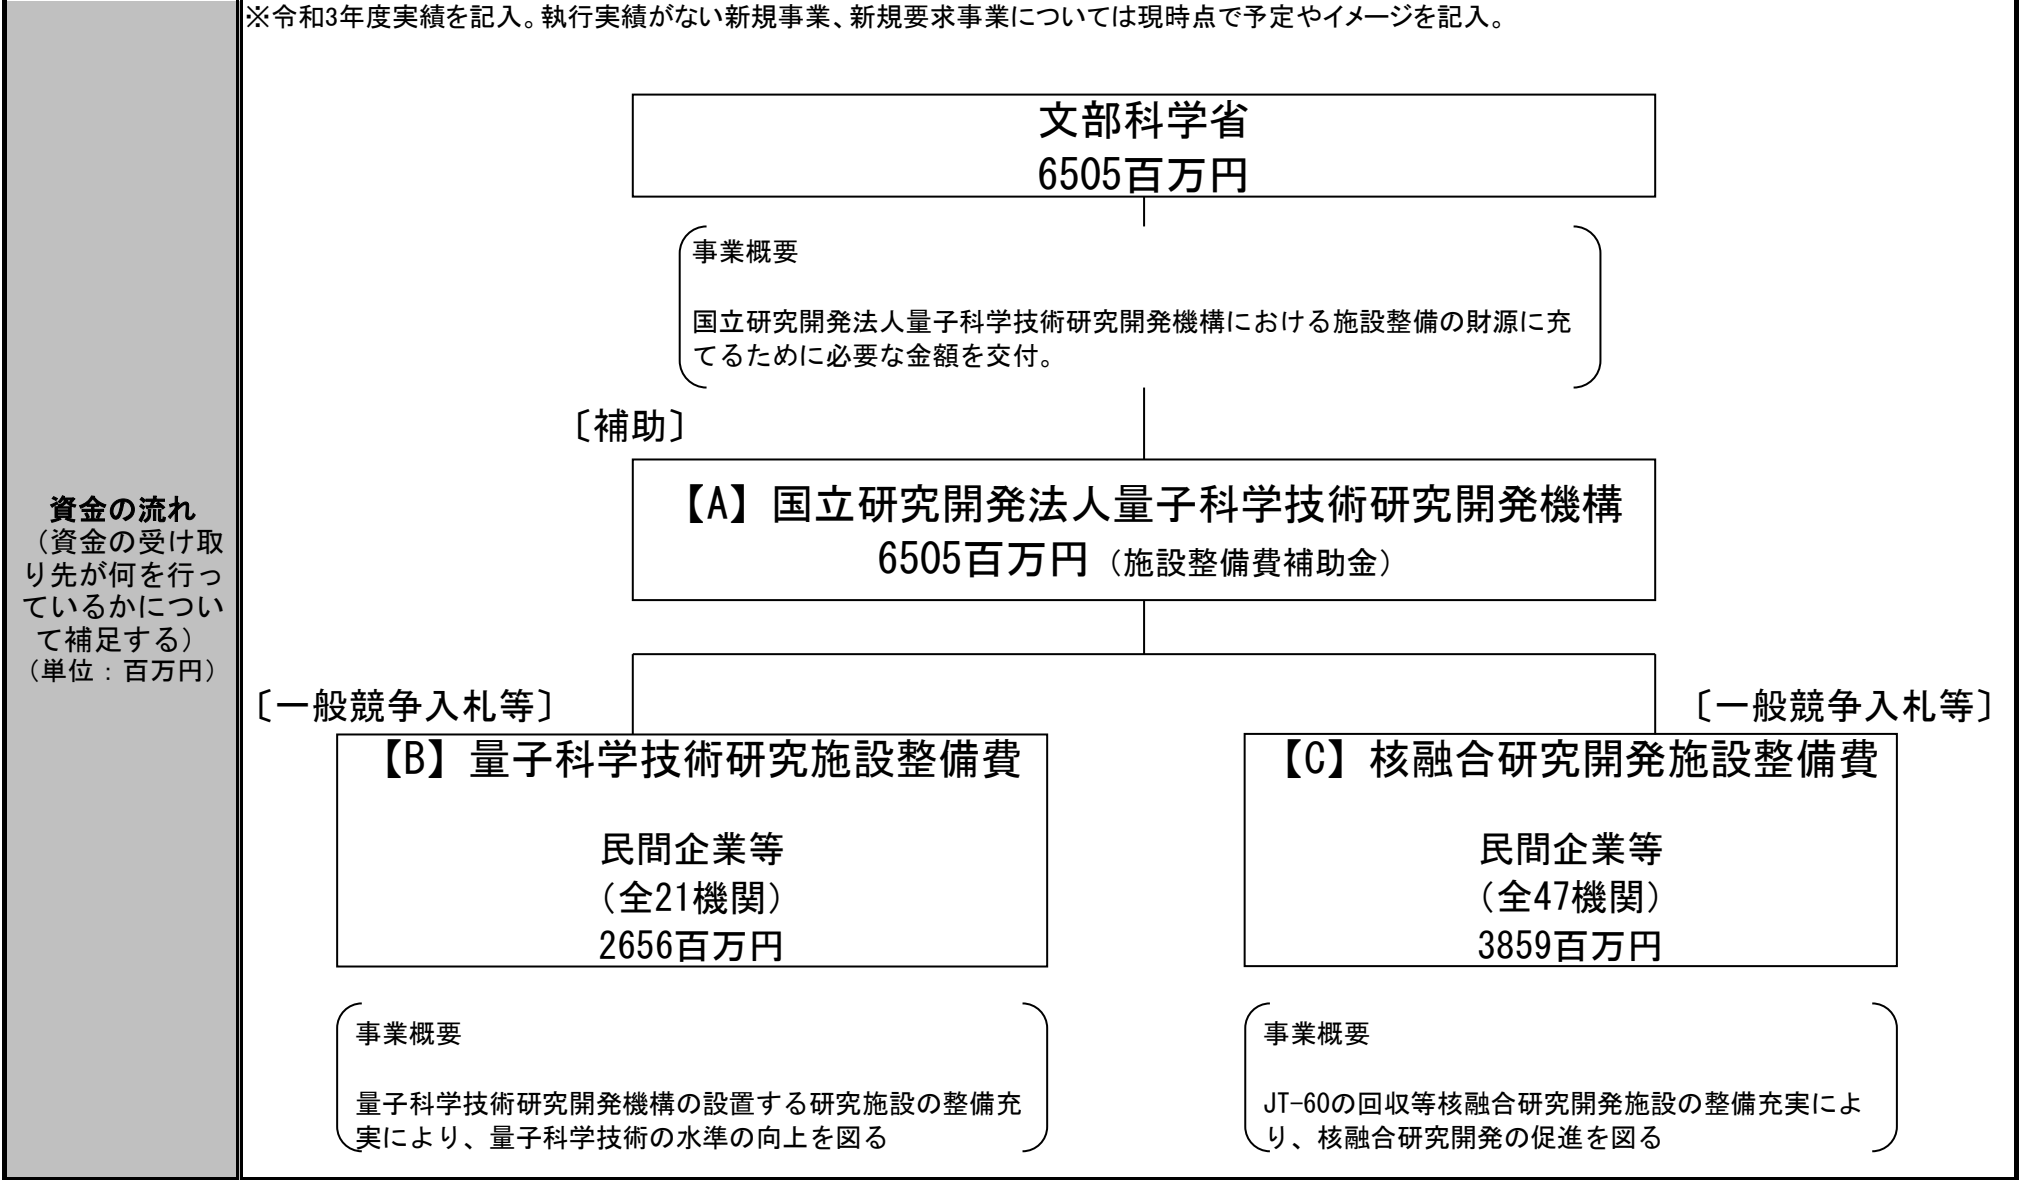 ※令和3年度実績を記入。執行実績がない新規事業、新規要求事業については現時点で予定やイメージを記入。
資金の流れ
（資金の受け取
り先が何を行っ
ているかについ
て補足する）
（単位：百万円）
文部科学省
6505百万円
事業概要
国立研究開発法人量子科学技術研究開発機構における施設整備の財源に充
てるために必要な金額を交付。
〔補助〕
【A】国立研究開発法人量子科学技術研究開発機構
6505百万円（施設整備費補助金）
〔一般競争入札等〕
【B】量子科学技術研究施設整備費
民間企業等
（全21機関）
2656百万円
事業概要
量子科学技術研究開発機構の設置する研究施設の整備充
実により、量子科学技術の水準の向上を図る
〔一般競争入札等〕
【C】核融合研究開発施設整備費
民間企業等
（全47機関）
3859百万円
事業概要
JT-60の回収等核融合研究開発施設の整備充実によ
り、核融合研究開発の促進を図る